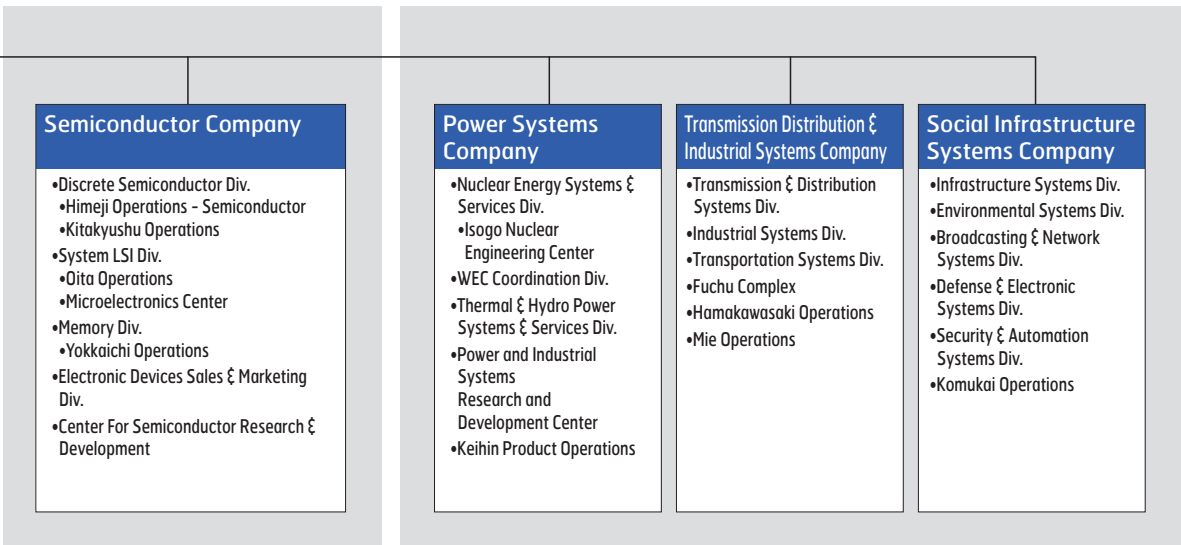 Semiconductor Company
•Discrete Semiconductor Div.
•Himeji Operations - Semiconductor
•Kitakyushu Operations
•System LSI Div.
•Oita Operations
•Microelectronics Center
•Memory Div.
•Yokkaichi Operations
•Electronic Devices Sales & Marketing
Div.
•Center For Semiconductor Research &
Development
Power Systems
Company
•Nuclear Energy Systems &
Services Div.
•Isogo Nuclear
Engineering Center
•WEC Coordination Div.
•Thermal & Hydro Power
Systems & Services Div.
•Power and Industrial
Systems
Research and
Development Center
•Keihin Product Operations
Transmission Distribution &
Industrial Systems Company
•Transmission & Distribution
Systems Div.
•Industrial Systems Div.
•Transportation Systems Div.
•Fuchu Complex
•Hamakawasaki Operations
•Mie Operations
Social Infrastructure
Systems Company
•Infrastructure Systems Div.
•Environmental Systems Div.
•Broadcasting & Network
Systems Div.
•Defense & Electronic
Systems Div.
•Security & Automation
Systems Div.
•Komukai Operations